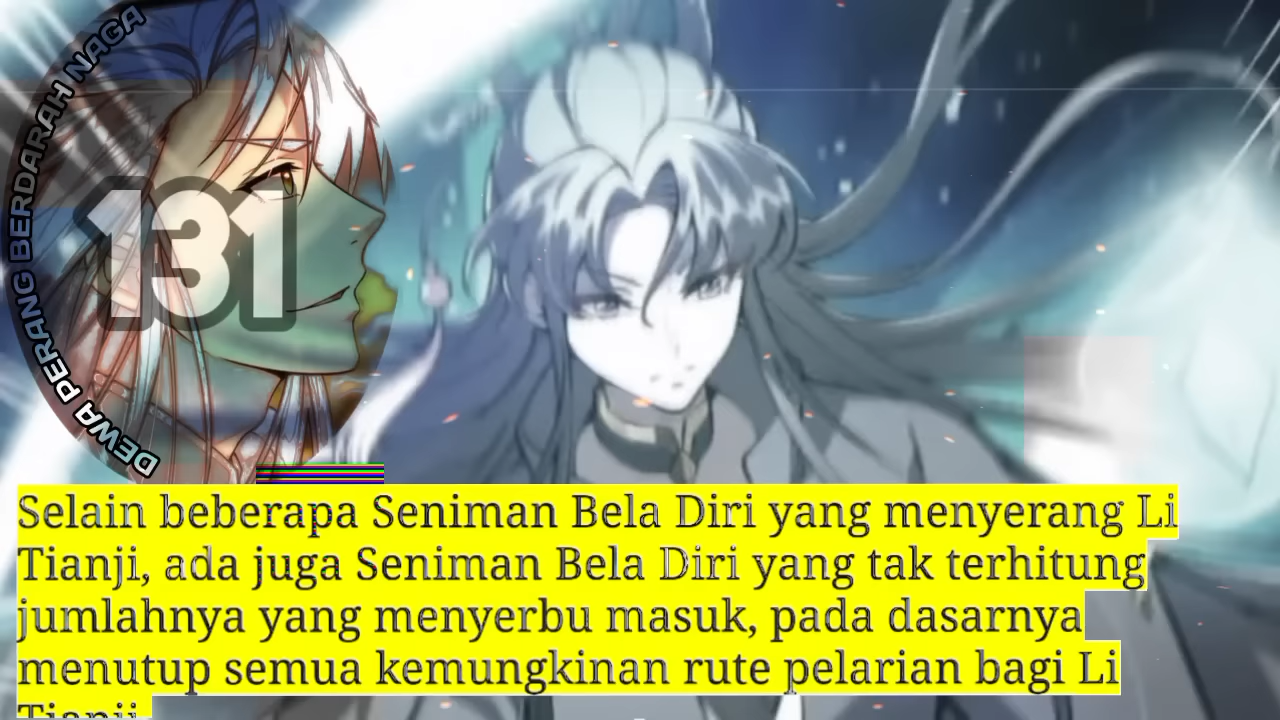 DEWA PERANG BERDARAH NAGA
131
Selain beberapa Seniman Bela Diri yang menyerang Li
Tianji, ada juga Seniman Bela Diri yang tak terhitung
jumlahnya yang menyerbu masuk, pada dasarnya
menutup semua kemungkinan rute pelarian bagi Li
Tianji.